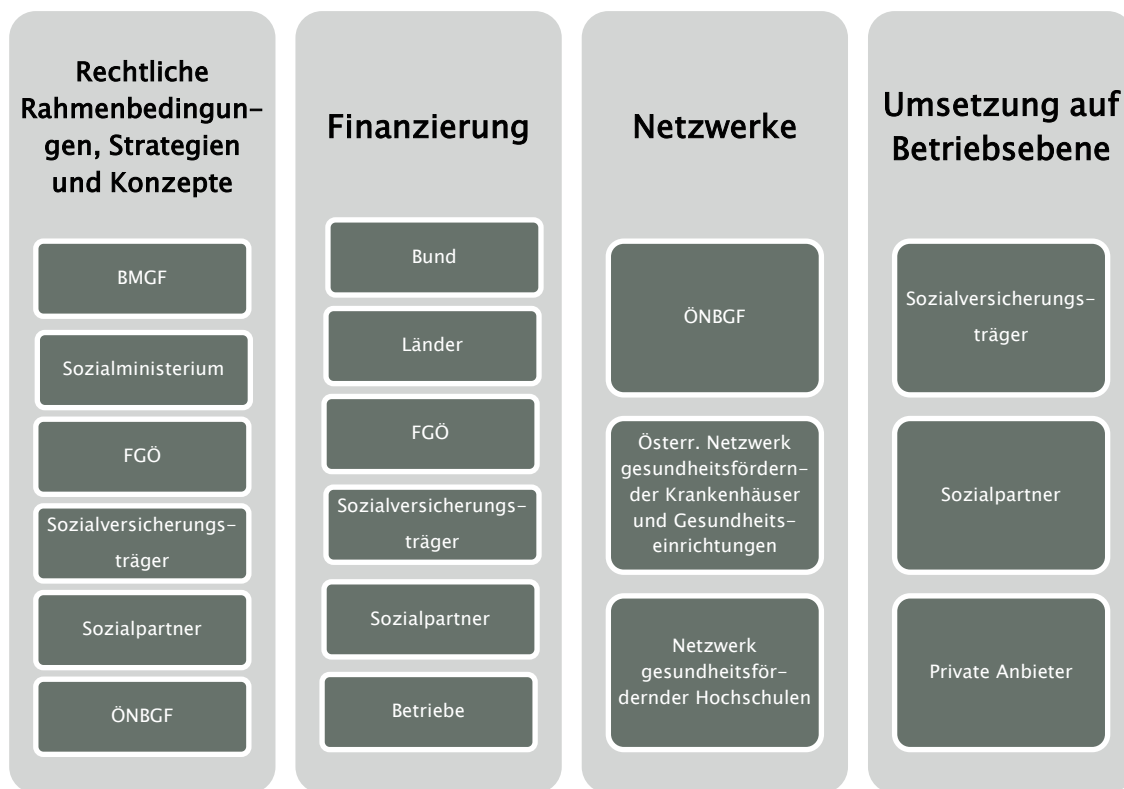 Rechtliche
Rahmenbedingun-
gen, Strategien
und Konzepte
BMGF
Sozialministerium
FGÖ
Sozialversicherungs-
träger
Sozialpartner
ÖNBGF
Finanzierung
Bund
Länder
FGÖ
Sozialversicherungs-
träger
Sozialpartner
Betriebe
Netzwerke
ÖNBGF
Österr. Netzwerk
gesundheitsfördern-
der Krankenhäuser
und Gesundheits-
einrichtungen
Netzwerk
gesundheitsför-
dernder Hochschulen
Umsetzung auf
Betriebsebene
Sozialversicherungs-
träger
Sozialpartner
Private Anbieter